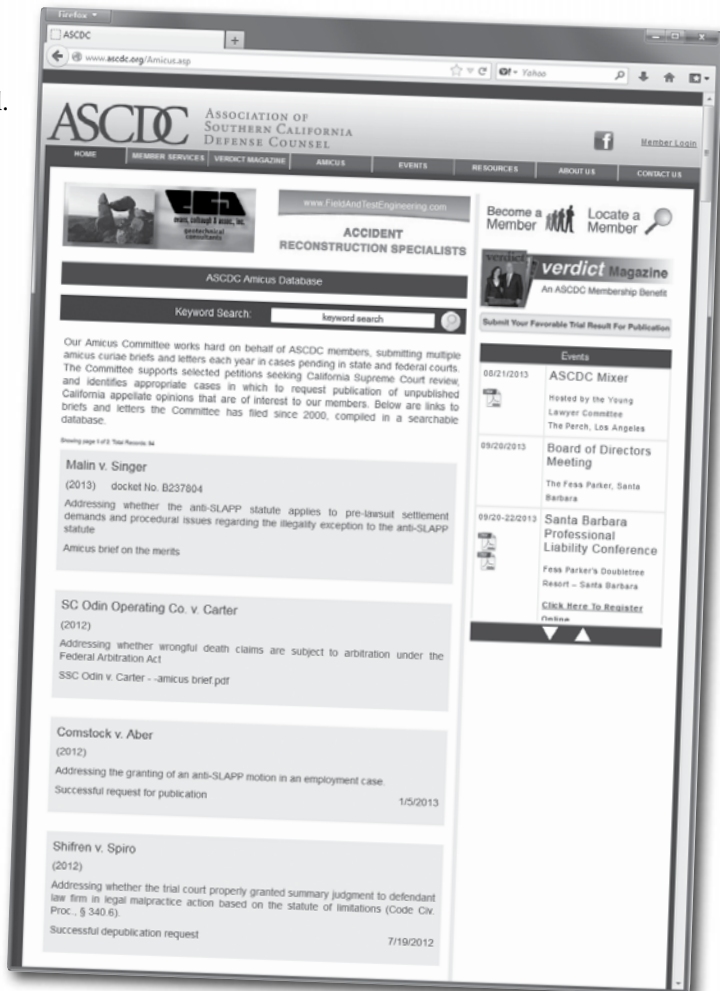 l.
Firefox
ASCDC
+
www.ascdc.org/Amicus.asp
Yahoo
ASCDC
ASSOCIATION OF
SOUTHERN CALIFORNIA
DEFENSE COUNSEL
f
Member Login
HOME
MEMBER SERVICES
VERDICT MAGAZINE
AMICUS
EVENTS
RESOURCES
ABOUT US
CONTACT US
geotechnical
consultants
www.FieldAndTestEngineering.com
ACCIDENT
RECONSTRUCTION SPECIALISTS
ASCDC Amicus Database
Keyword Search:
keyword search
Our Amicus Committee works hard on behalf of ASCDC members, submitting multiple
amicus curiae briefs and letters each year in cases pending in state and federal courts.
The Committee supports selected petitions seeking California Supreme Court review,
and identifies appropriate cases in which to request publication of unpublished
California appellate opinions that are of interest to our members. Below are links to
briefs and letters the Committee has filed since 2000, compiled in a searchable
database.
Showing page 1 of 2 Total Records:
Malin v. Singer
(2013) docket No. B237804
Addressing whether the anti-SLAPP statute applies to pre-lawsuit settlement
demands and procedural issues regarding the illegality exception to the anti-SLAPP
statute
Amicus brief on the merits
SC Odin Operating Co. v. Carter
(2012)
Addressing whether wrongful death claims are subject to arbitration under the
Federal Arbitration Act
SSC Odin v. Carter - -amicus brief.pdf
Comstock v. Aber
(2012)
Addressing the granting of an anti-SLAPP motion in an employment case.
Successful request for publication
1/5/2013
Shifren v. Spiro
(2012)
Addressing whether the trial court properly granted summary judgment to defendant
law firm in legal malpractice action based on the statute of limitations (Code Civ.
Proc., § 340.6).
Successful depublication request
7/19/2012
Become a
Member
Locate a
Member
verdict
verdict Magazine
An ASCDC Membership Benefit
Submit Your Favorable Trial Result For Publication
Events
08/21/2013
ASCDC Mixer
Hosted by the Young
Lawyer Committee
The Perch, Los Angeles
09/20/2013
Board of Directors
Meeting
The Fess Parker, Santa
Barbara
09/20-22/2013
Santa Barbara
Professional
Liability Conference
Fess Parker's Doubletree
Resort – Santa Barbara
Click Here To Register
Online